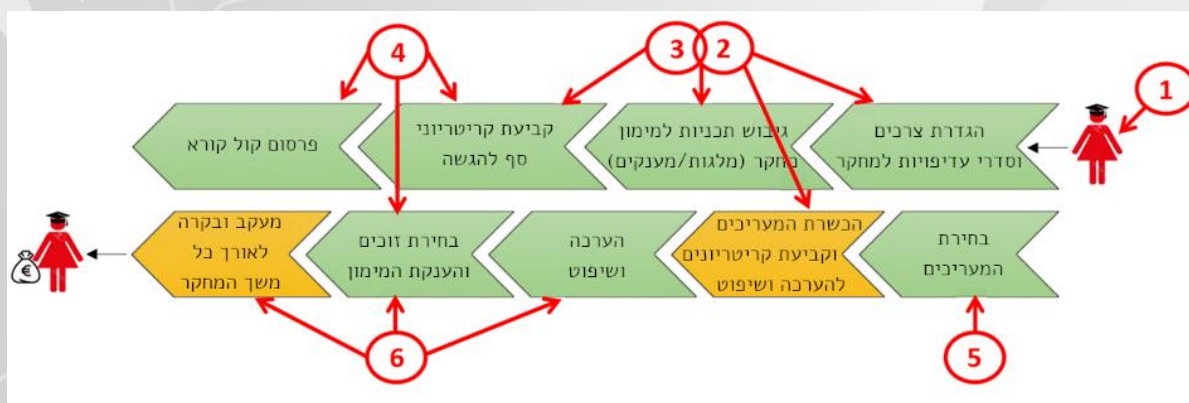 4
3
2
1
הגדרת צרכים
וסדרי עדיפויות למחקר
גיבוש תכניות למימון
מחקר (מלגות/מענקים)
קביעת קריטריוני
סף להגשה
פרסום קול קורא
בחירת
המעריכים
הכשרת המעריכים
וקביעת קריטריונים
להערכה ושיפוט
הערכה
ושיפוט
בחירת זוכים
והענקת המימון
מעקב ובקרה
לאורך כל
משך המחקר
€
6
5